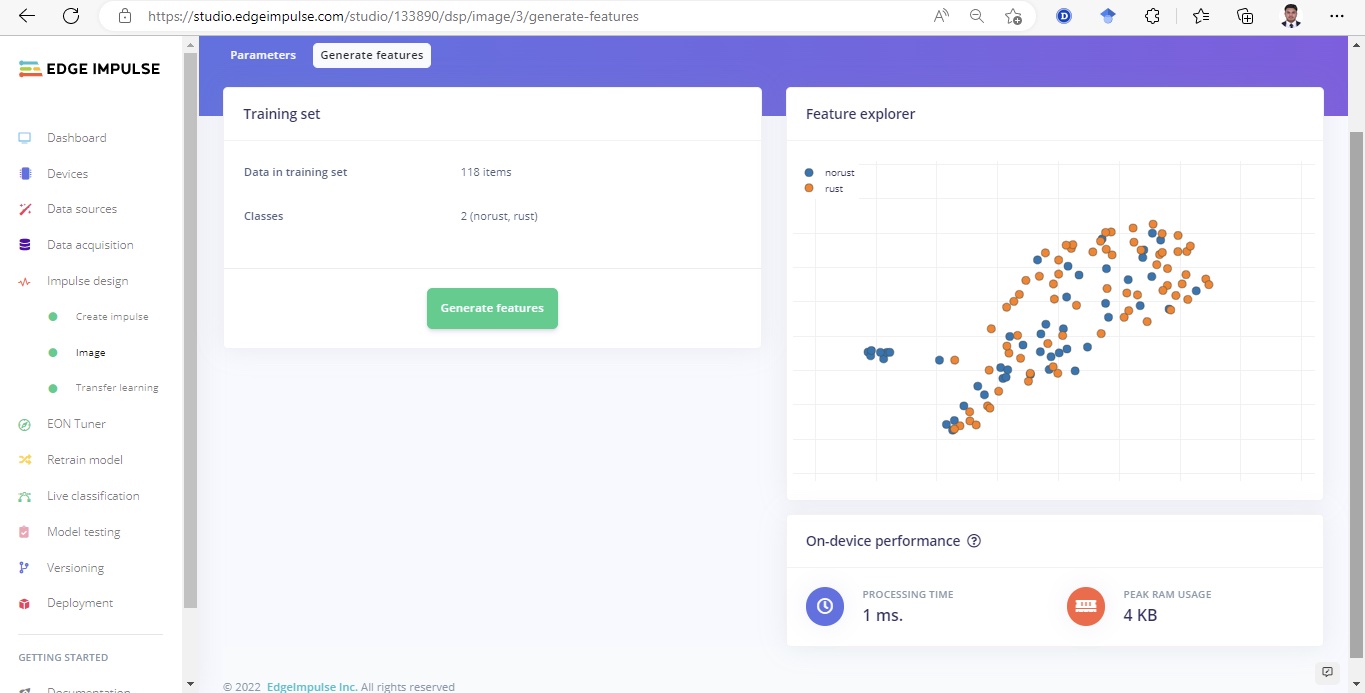 https://studio.edgeimpulse.com/studio/133890/dsp/image/3/generate-features
EDGE IMPULSE
Dashboard
Devices
Data sources
Data acquisition
Impulse design
Create impulse
Image
Transfer learning
EON Tuner
Retrain model
Live classification
Model testing
Versioning
Deployment
GETTING STARTED
Documentation
Parameters
Generate features
Training set
Data in training set 118 items
Classes 2 (norust, rust)
Generate features
Feature explorer
norust
rust
On-device performance
PROCESSING TIME
1 ms.
PEAK RAM USAGE
4 KB
© 2022 EdgeImpulse Inc. All rights reserved